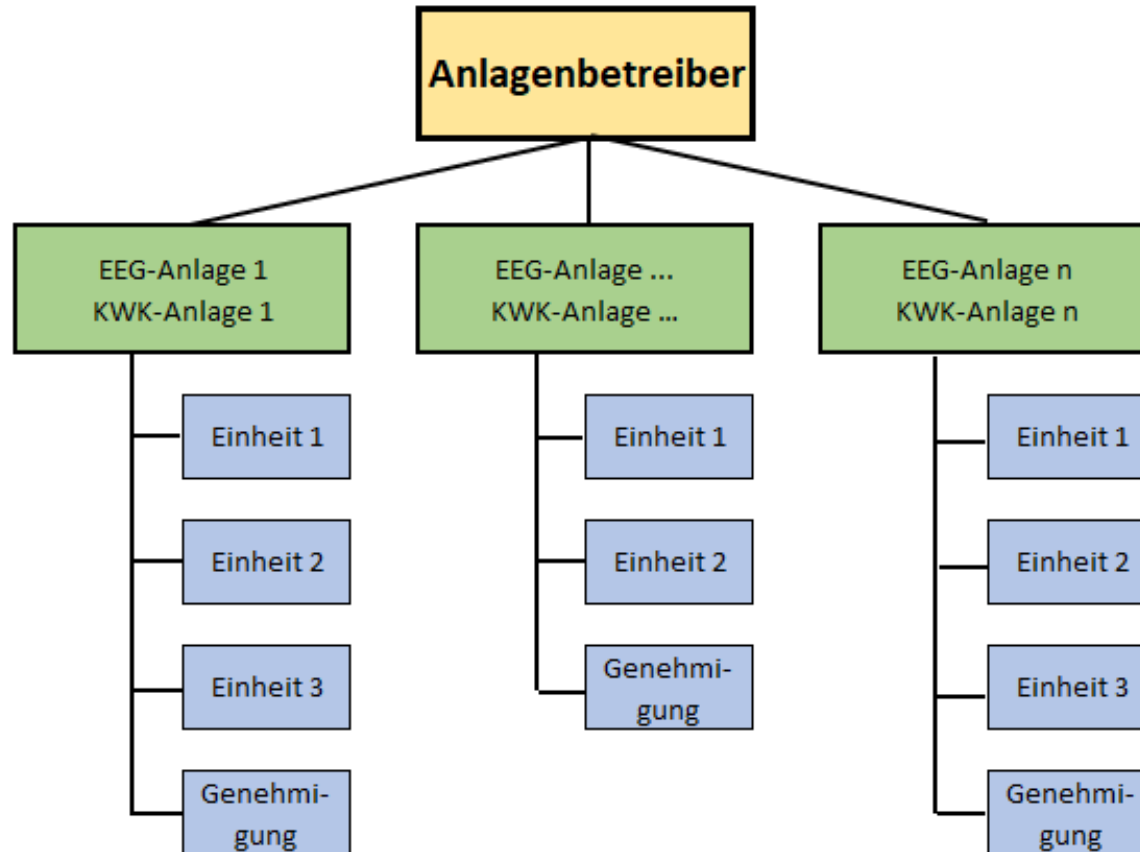 Anlagenbetreiber
EEG-Anlage 1
KWK-Anlage 1
EEG-Anlage ...
KWK-Anlage ...
EEG-Anlage n
KWK-Anlage n
Einheit 1
Einheit 2
Einheit 3
Genehmi-
gung
Einheit 1
Einheit 2
Genehmi-
gung
Einheit 1
Einheit 2
Einheit 3
Genehmi-
gung